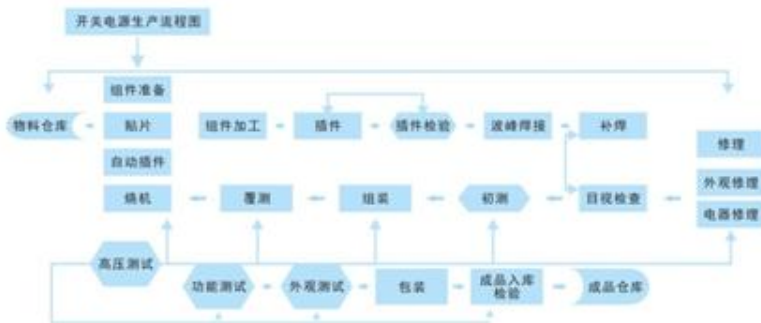 开关电源生产流程图
组件准备
物料仓库
贴片
组件加工
插件
插件检验
波峰焊接
补焊
自动插件
修理
烧机
覆测
组装
初测
目视检查
外观修理
电器修理
高压测试
功能测试
外观测试
包装
成品入库
检验
成品仓库